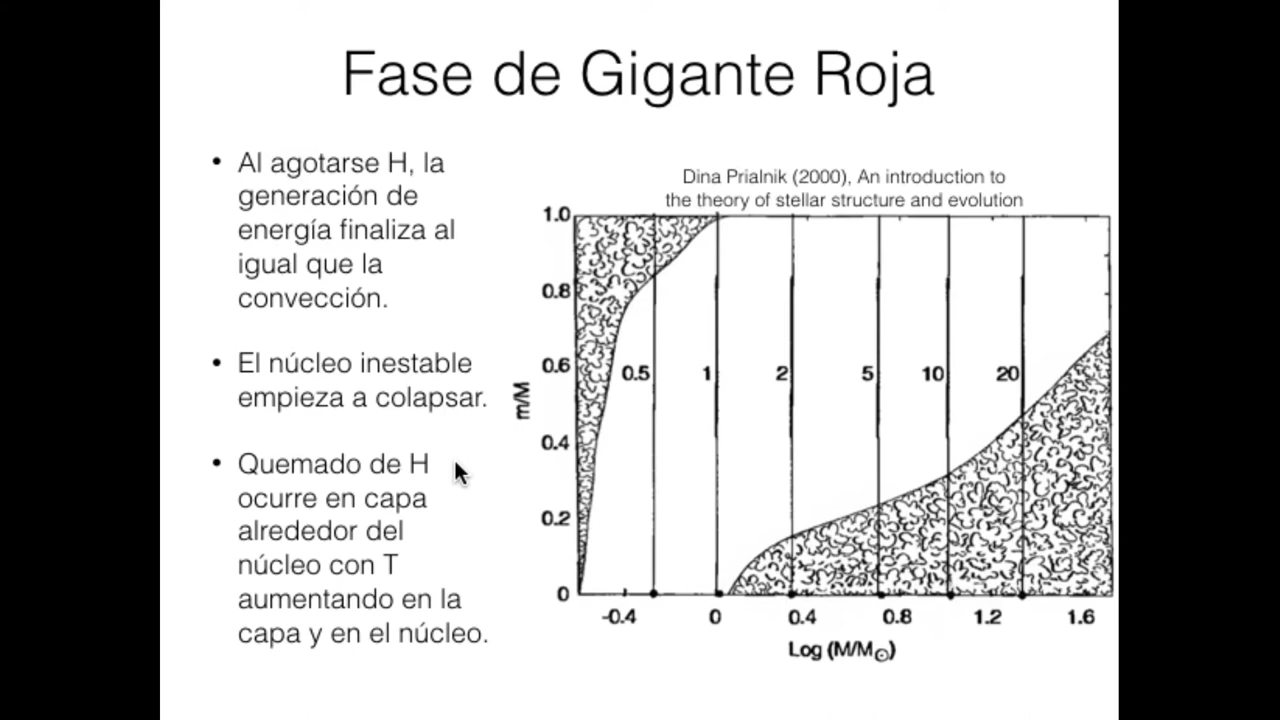 Fase de Gigante Roja
• Al agotarse H, la
generación de
energía finaliza al
igual que la
convección.
• El núcleo inestable
empieza a colapsar.
• Quemado de H
ocurre en capa
alrededor del
núcleo con T
aumentando en la
capa y en el núcleo.
Dina Prialnik (2000), An introduction to
the theory of stellar structure and evolution
1.0
0.8
0.6
0.4
0.2
0
m/M
0.5 1 2 5 10 20
-0.4 0 0.4 0.8 1.2 1.6
Log (M/M☉)